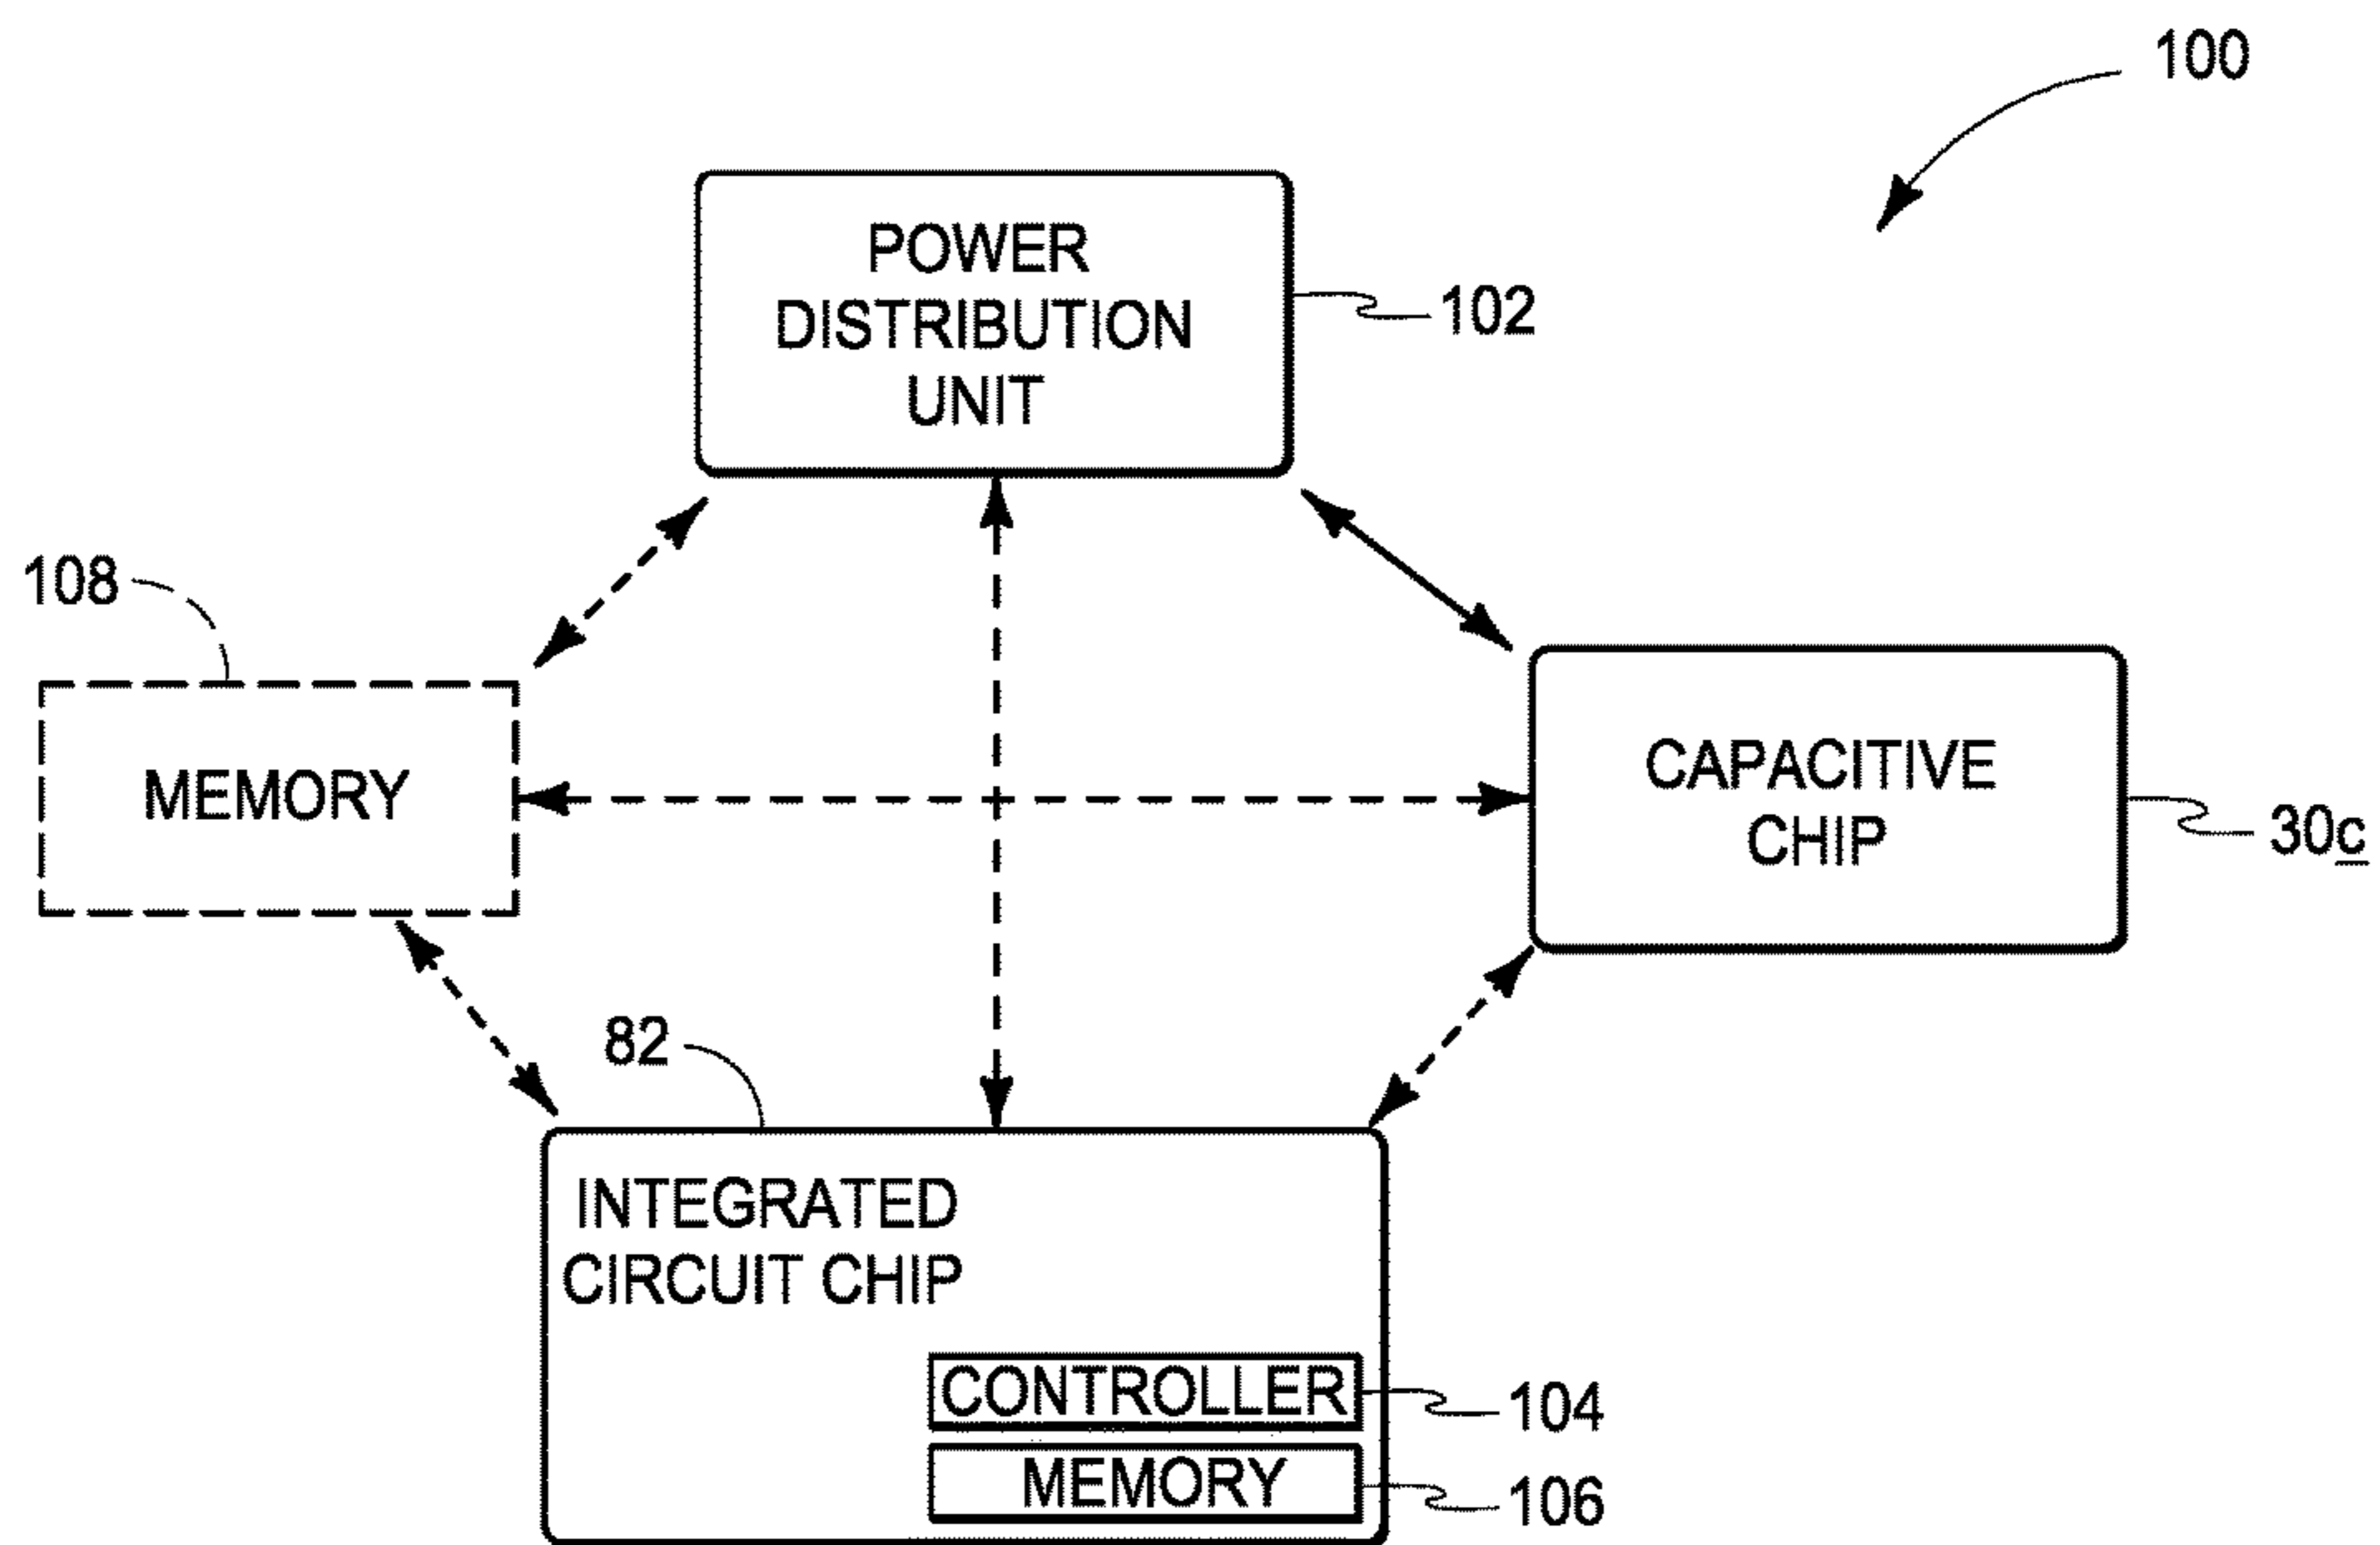 100
POWER
DISTRIBUTION
UNIT
102
108
MEMORY
CAPACITIVE
CHIP
30c
82
INTEGRATED
CIRCUIT CHIP
CONTROLLER
104
MEMORY
106